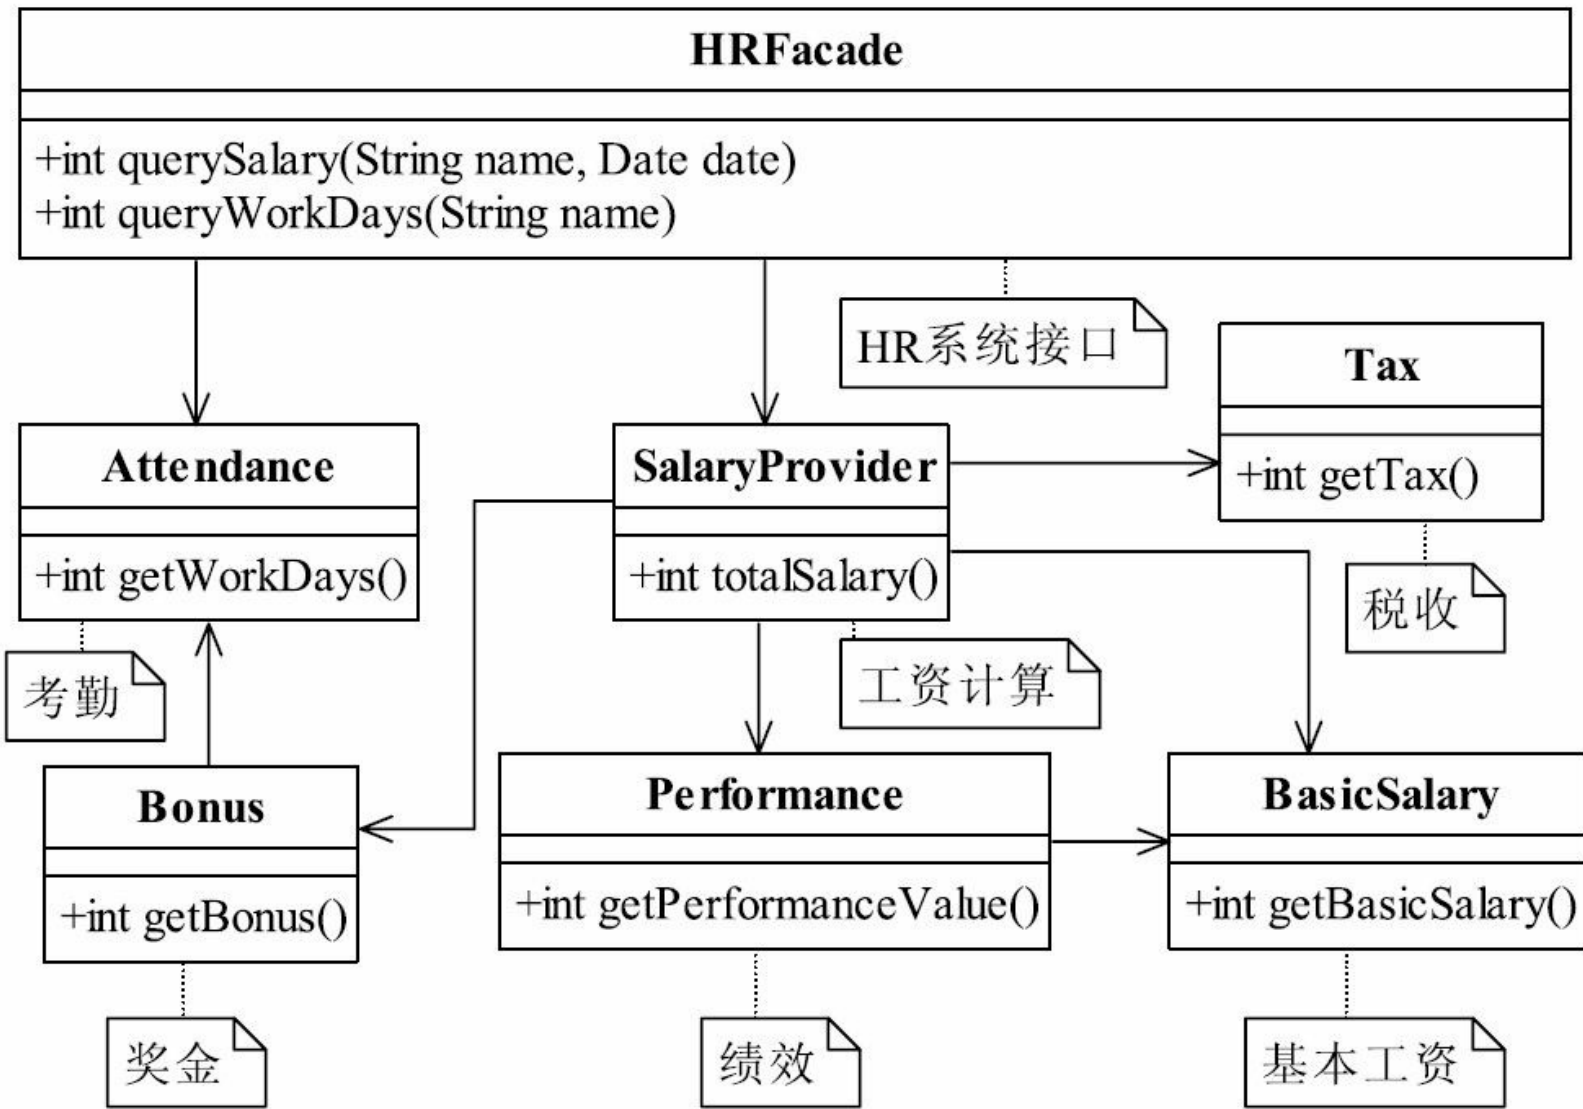 HRFacade
+int querySalary(String name, Date date)
+int queryWorkDays(String name)
HR系统接口
Tax
+int getTax()
税收
Attendance
+int getWorkDays()
考勤
SalaryProvider
+int totalSalary()
工资计算
Bonus
+int getBonus()
奖金
Performance
+int getPerformanceValue()
绩效
BasicSalary
+int getBasicSalary()
基本工资